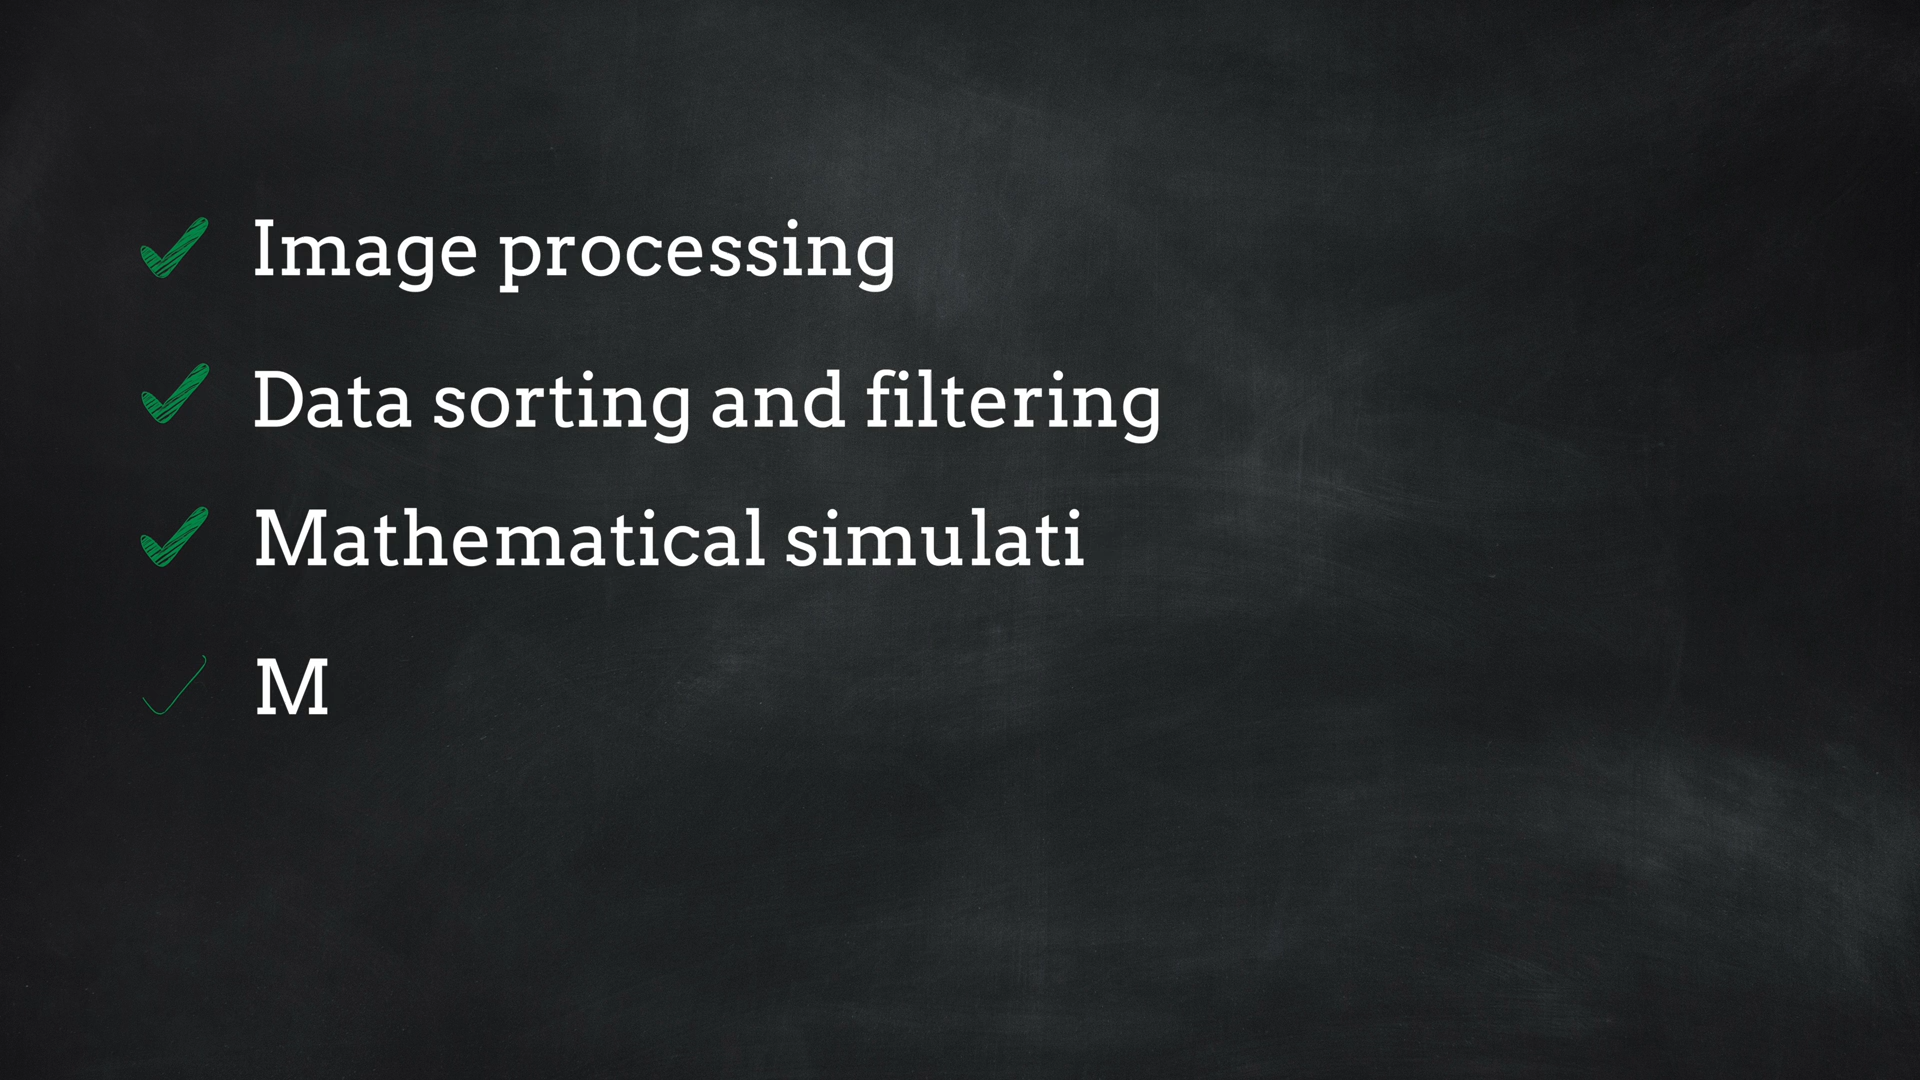 Image processing
Data sorting and filtering
Mathematical simulati
M